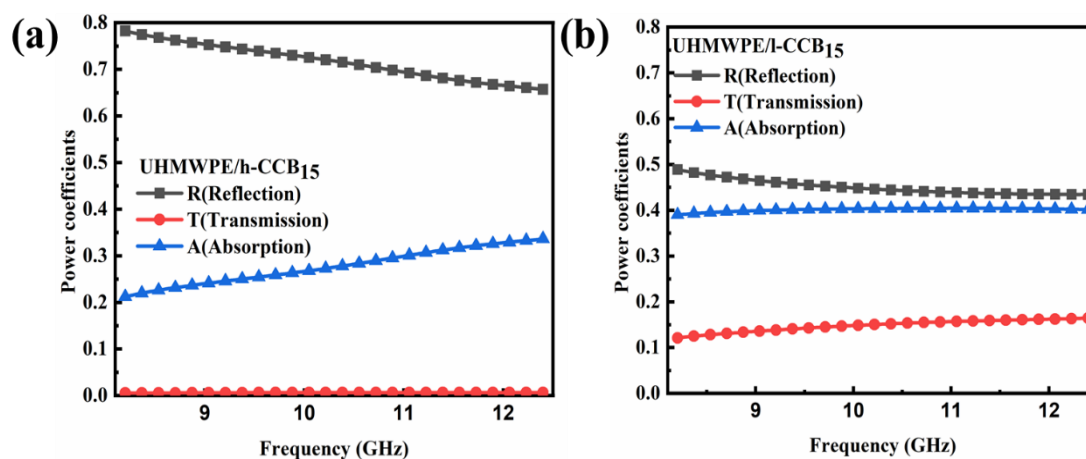 (a)
Power coefficients
0.8
0.7
0.6
0.5
0.4
0.3
0.2
0.1
0.0
UHMWPE/h-CCB15
R(Reflection)
T(Transmission)
A(Absorption)
9 10 11 12
Frequency (GHz)
(b)
Power coefficients
0.8
0.7
0.6
0.5
0.4
0.3
0.2
0.1
0.0
UHMWPE/l-CCB15
R(Reflection)
T(Transmission)
A(Absorption)
9 10 11 12
Frequency (GHz)